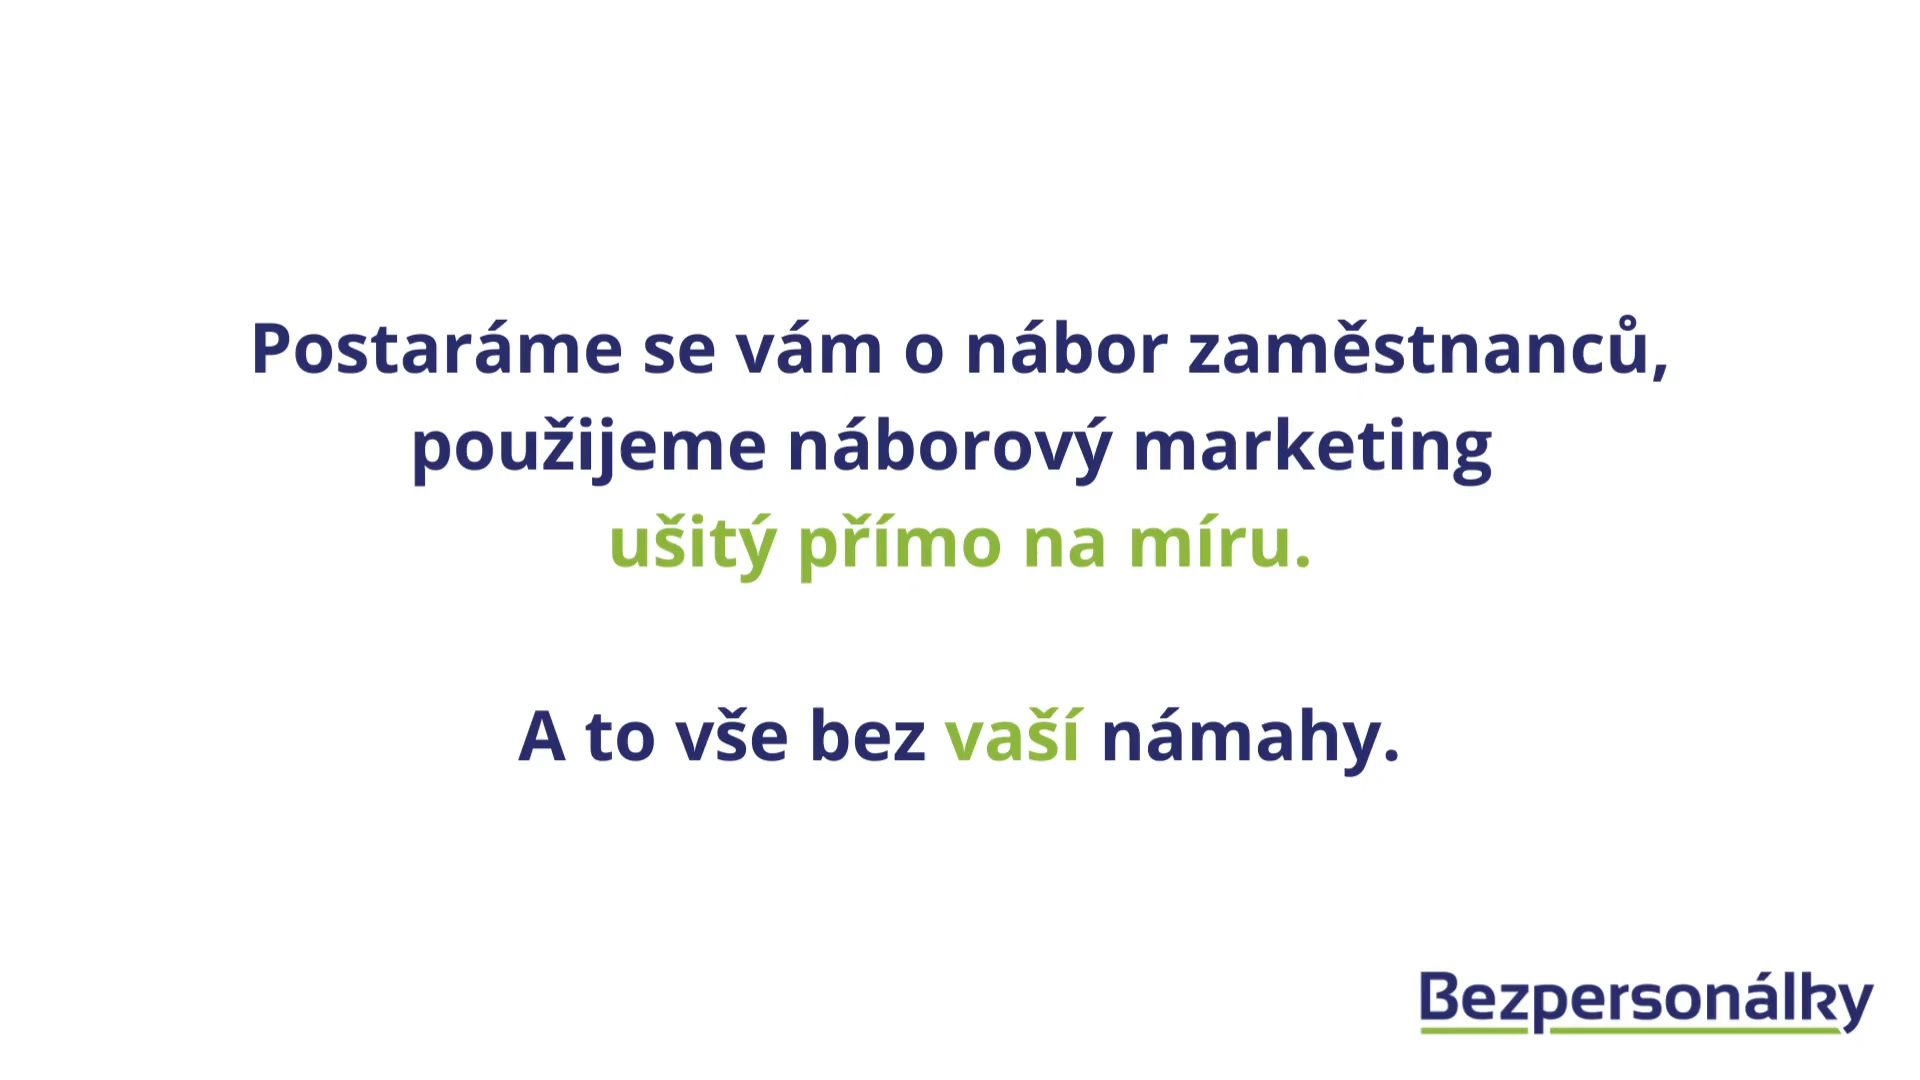 Postaráme se vám o nábor zaměstnanců,
použijeme náborový marketing
ušitý přímo na míru.
A to vše bez vaší námahy.
Bezpersonálky